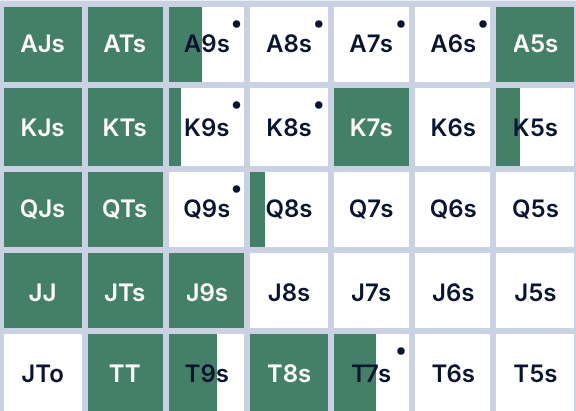 AJs ATs A9s A8s A7s A6s A5s
KJs KTs K9s K8s K7s K6s K5s
QJs QTs Q9s Q8s Q7s Q6s Q5s
JJ JTs J9s J8s J7s J6s J5s
JTo TT T9s T8s T7s T6s T5s